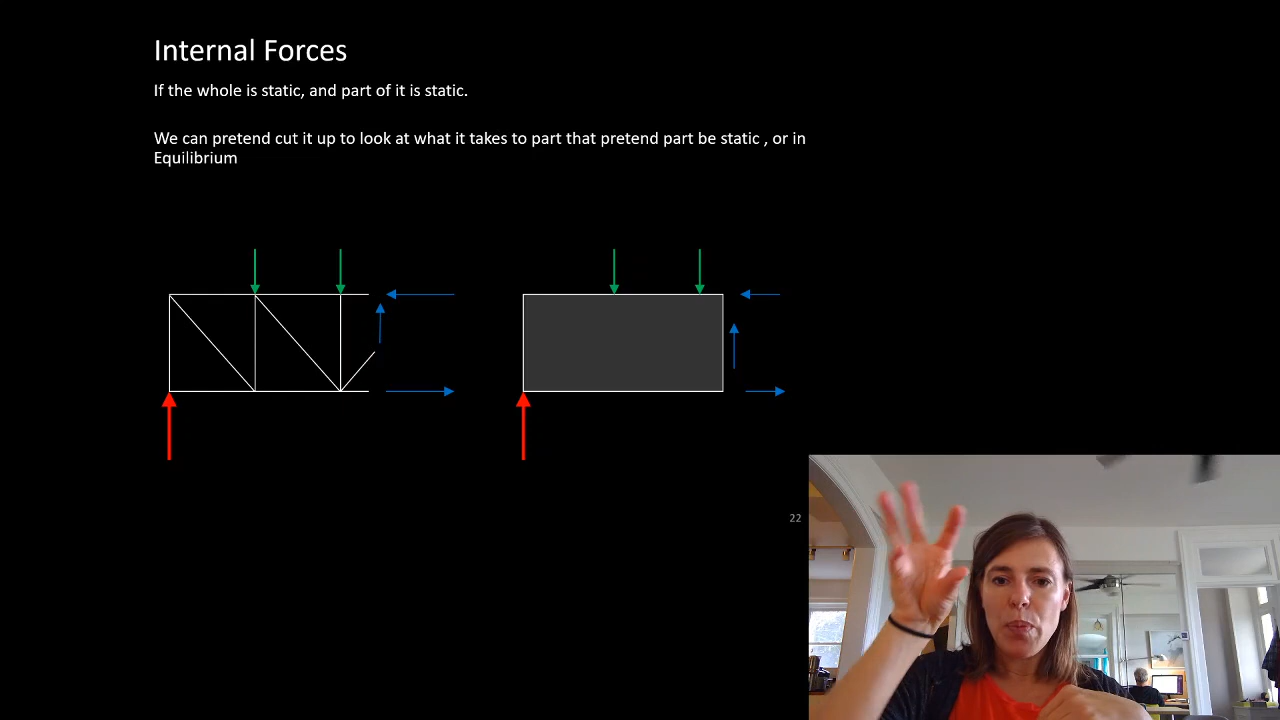 Internal Forces
If the whole is static, and part of it is static.
We can pretend cut it up to look at what it takes to part that pretend part be static , or in
Equilibrium
22